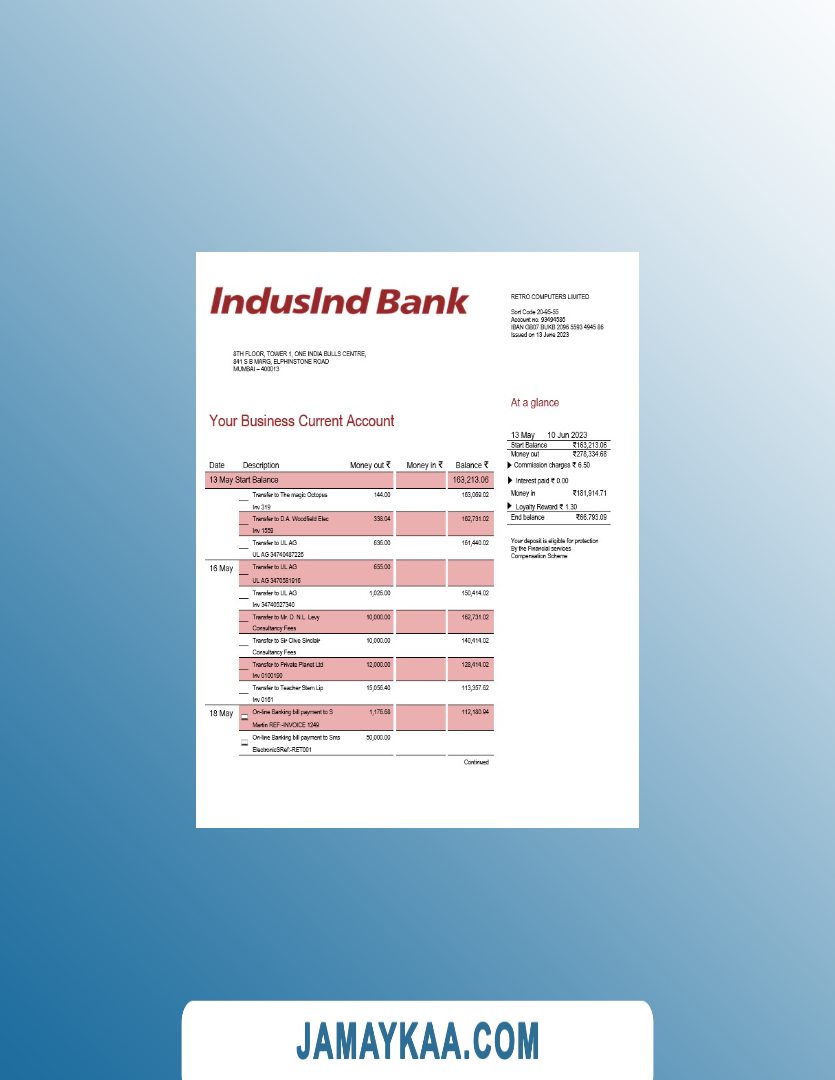 IndusInd Bank
RETRO COMPUTERS LIMITED
Sort Code 20-95-55
Account no. 93494585
IBAN GB07 BUKB 2096 5593 4945 86
Issued on 13 June 2023
8TH FLOOR, TOWER 1, ONE INDIA BULLS CENTRE,
841 S B MARG, ELPHINSTONE ROAD
MUMBAI – 400013
At a glance
Your Business Current Account
13 May 10 Jun 2023
Start Balance ₹163,213.06
Money out ₹278,334.68
Commission charges ₹ 6.50
Interest paid ₹ 0.00
Money in ₹181,914.71
Loyalty Reward ₹ 1.30
End balance ₹66,793.09
Your deposit is eligible for protection
By the Financial services
Compensation Scheme
Date Description Money out ₹ Money in ₹ Balance ₹
13 May Start Balance 163,213.06
Transfer to The magic Octopus 144.00 163,069.02
Inv 319
Transfer to D.A. Woodfield Elec 338.04 162,731.02
Inv 1559
Transfer to UL AG 635.00 161,440.02
UL AG 34740487226
16 May Transfer to UL AG 655.00
UL AG 3476581916
Transfer to UL AG 1,026.00 150,414.02
Inv 34740527340
Transfer to Mr. D. N.L. Levy 10,000.00 162,731.02
Consultancy Fees
Transfer to Sir Clive Sinclair 10,000.00 140,414.02
Consultancy Fees
Transfer to Private Planet Ltd 12,000.00 128,414.02
Inv 0100190
Transfer to Teacher Stern Lip 15,056.40 113,357.62
Inv 0161
18 May On-line Banking bill payment to S 1,176.68 112,180.94
Martin REF:-INVOICE 1249
On-line Banking bill payment to Sms 50,000.00
ElectronicSRef:-RET001
Continued
JAMAYKAA.COM